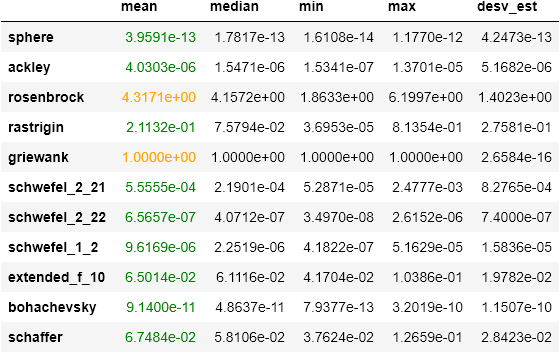 mean median min max desv_est
sphere 3.9591e-13 1.7817e-13 1.6108e-14 1.1770e-12 4.2473e-13
ackley 4.0303e-06 1.5471e-06 1.5341e-07 1.3701e-05 5.1682e-06
rosenbrock 4.3171e+00 4.1572e+00 1.8633e+00 6.1997e+00 1.4023e+00
rastrigin 2.1132e-01 7.5794e-02 3.6953e-05 8.1354e-01 2.7581e-01
griewank 1.0000e+00 1.0000e+00 1.0000e+00 1.0000e+00 2.6584e-16
schwefel_2_21 5.5555e-04 2.1901e-04 5.2871e-05 2.4777e-03 8.2765e-04
schwefel_2_22 6.5657e-07 4.0712e-07 3.4970e-08 2.6152e-06 7.4000e-07
schwefel_1_2 9.6169e-06 2.2519e-06 4.1822e-07 5.1629e-05 1.5836e-05
extended_f_10 6.5014e-02 6.1116e-02 4.1704e-02 1.0386e-01 1.9782e-02
bohachevsky 9.1400e-11 4.8637e-11 7.9377e-13 3.2019e-10 1.1507e-10
schaffer 6.7484e-02 5.8106e-02 3.7624e-02 1.2659e-01 2.8423e-02